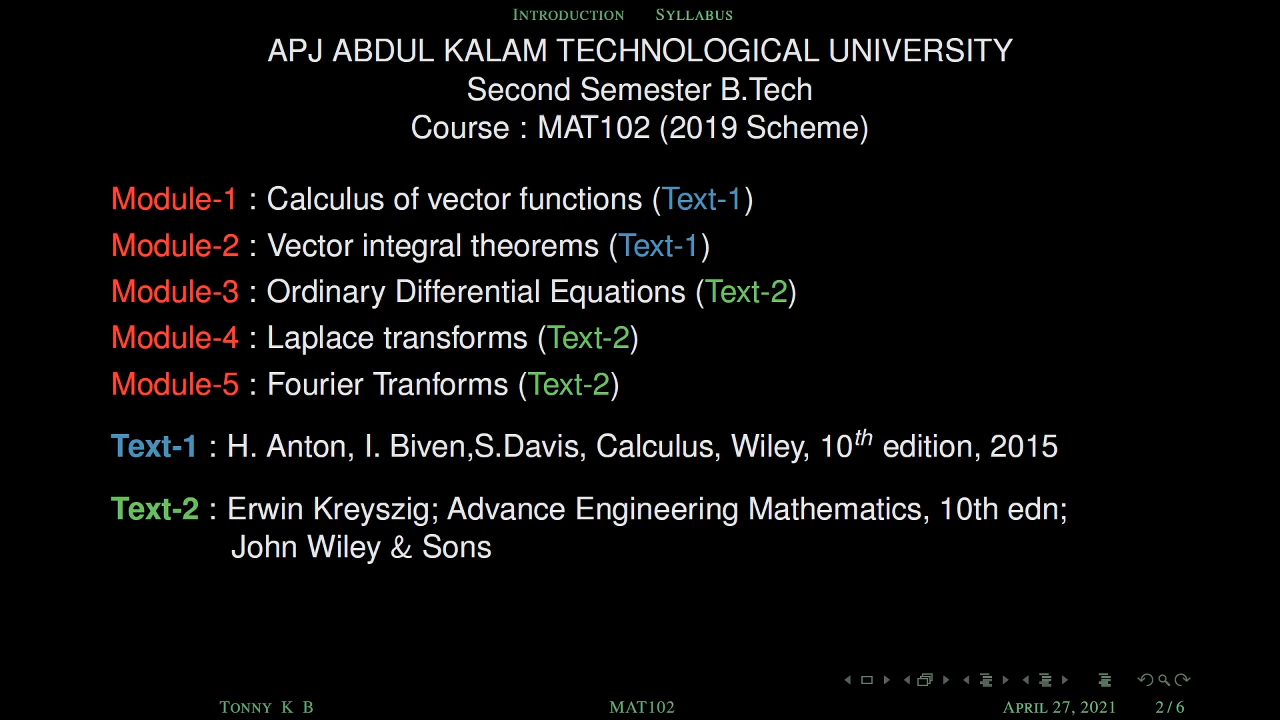 INTRODUCTION SYLLABUS
APJ ABDUL KALAM TECHNOLOGICAL UNIVERSITY
Second Semester B.Tech
Course : MAT102 (2019 Scheme)
Module-1 : Calculus of vector functions (Text-1)
Module-2 : Vector integral theorems (Text-1)
Module-3 : Ordinary Differential Equations (Text-2)
Module-4 : Laplace transforms (Text-2)
Module-5 : Fourier Tranforms (Text-2)
Text-1 : H. Anton, I. Biven,S.Davis, Calculus, Wiley, 10th edition, 2015
Text-2 : Erwin Kreyszig; Advance Engineering Mathematics, 10th edn;
John Wiley & Sons
TONNY K B MAT102 APRIL 27, 2021 2/6